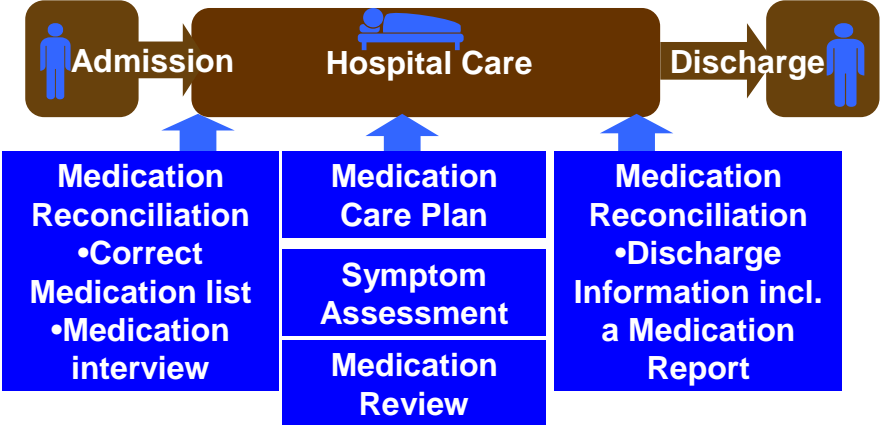 Admission
Hospital Care
Discharge
Medication
Reconciliation
•Correct
Medication list
•Medication
interview
Medication
Care Plan
Symptom
Assessment
Medication
Review
Medication
Reconciliation
•Discharge
Information incl.
a Medication
Report